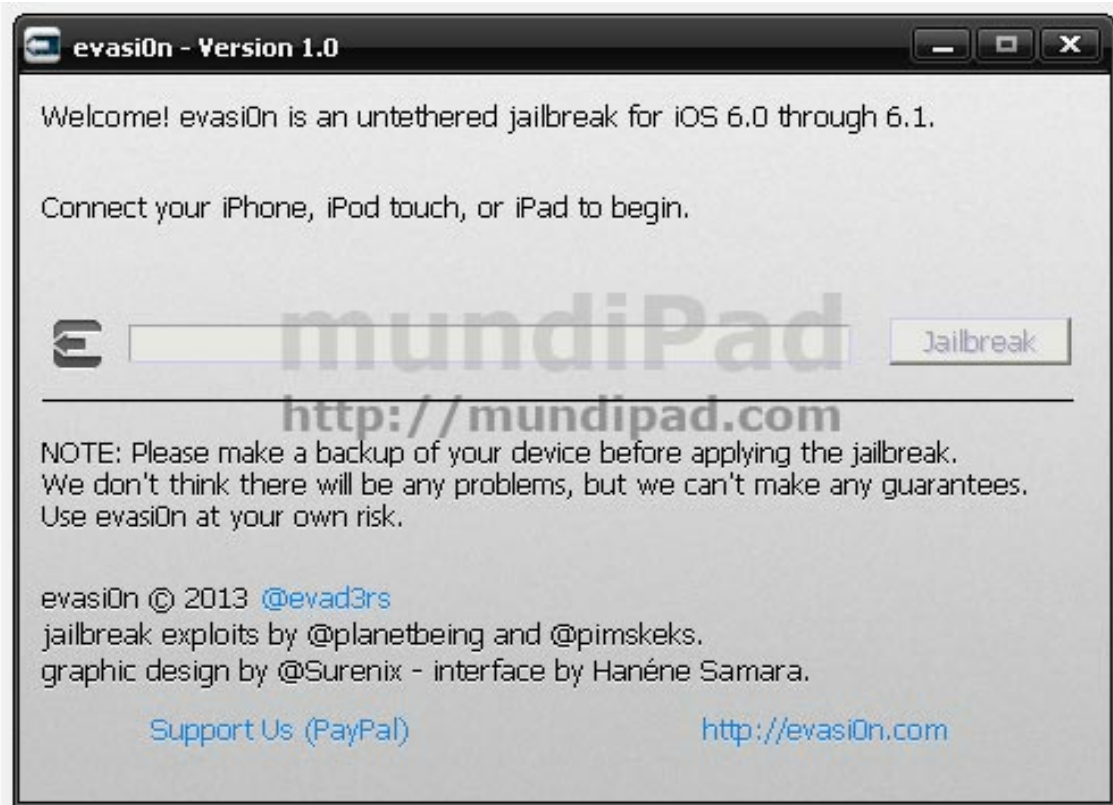 evasi0n - Version 1.0
Welcome! evasi0n is an untethered jailbreak for iOS 6.0 through 6.1.
Connect your iPhone, iPod touch, or iPad to begin.
mundiPad
Jailbreak
http://mundipad.com
NOTE: Please make a backup of your device before applying the jailbreak.
We don't think there will be any problems, but we can't make any guarantees.
Use evasi0n at your own risk.
evasi0n © 2013 @evad3rs
jailbreak exploits by @planetbeing and @pimskeks.
graphic design by @Surenix - interface by Hanéne Samara.
Support Us (PayPal)
http://evasi0n.com